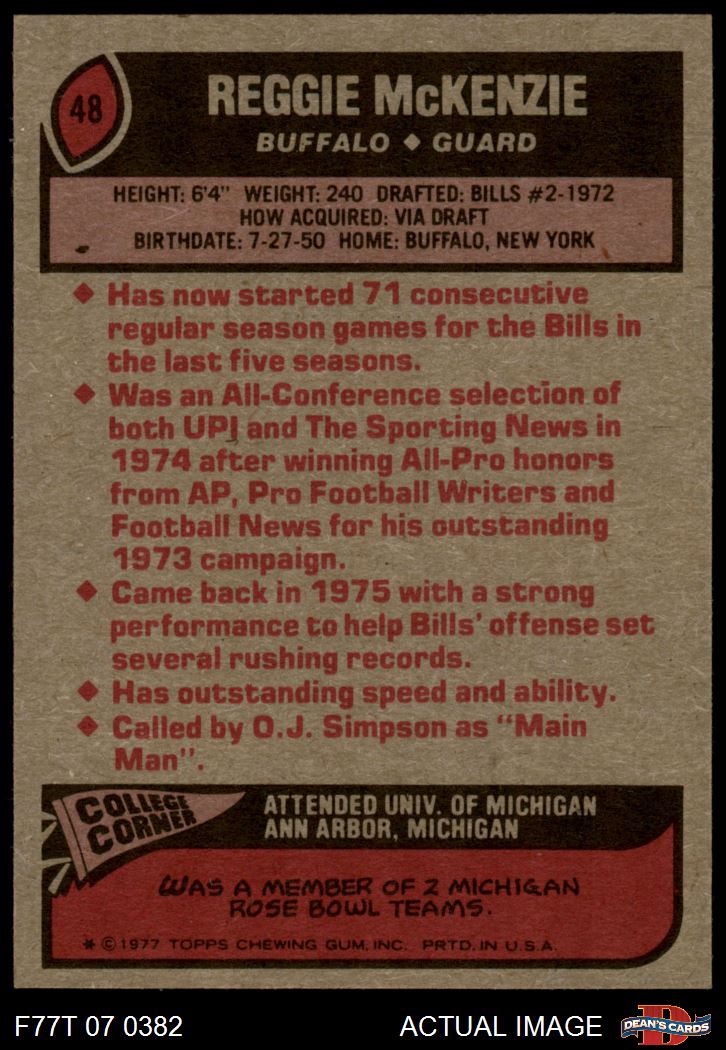 48
REGGIE McKENZIE
BUFFALO ◆ GUARD
HEIGHT: 6'4" WEIGHT: 240 DRAFTED: BILLS #2-1972
HOW ACQUIRED: VIA DRAFT
BIRTHDATE: 7-27-50 HOME: BUFFALO, NEW YORK
◆ Has now started 71 consecutive
regular season games for the Bills in
the last five seasons.
◆ Was an All-Conference selection of
both UPI and The Sporting News in
1974 after winning All-Pro honors
from AP, Pro Football Writers and
Football News for his outstanding
1973 campaign.
◆ Came back in 1975 with a strong
performance to help Bills' offense set
several rushing records.
◆ Has outstanding speed and ability.
◆ Called by O.J. Simpson as "Main
Man".
COLLEGE
CORNER
ATTENDED UNIV. OF MICHIGAN
ANN ARBOR, MICHIGAN
WAS A MEMBER OF 2 MICHIGAN
ROSE BOWL TEAMS.
* © 1977 TOPPS CHEWING GUM, INC. PRTD. IN U.S.A.
F77T 07 0382
ACTUAL IMAGE
D
DEAN'S CARDS